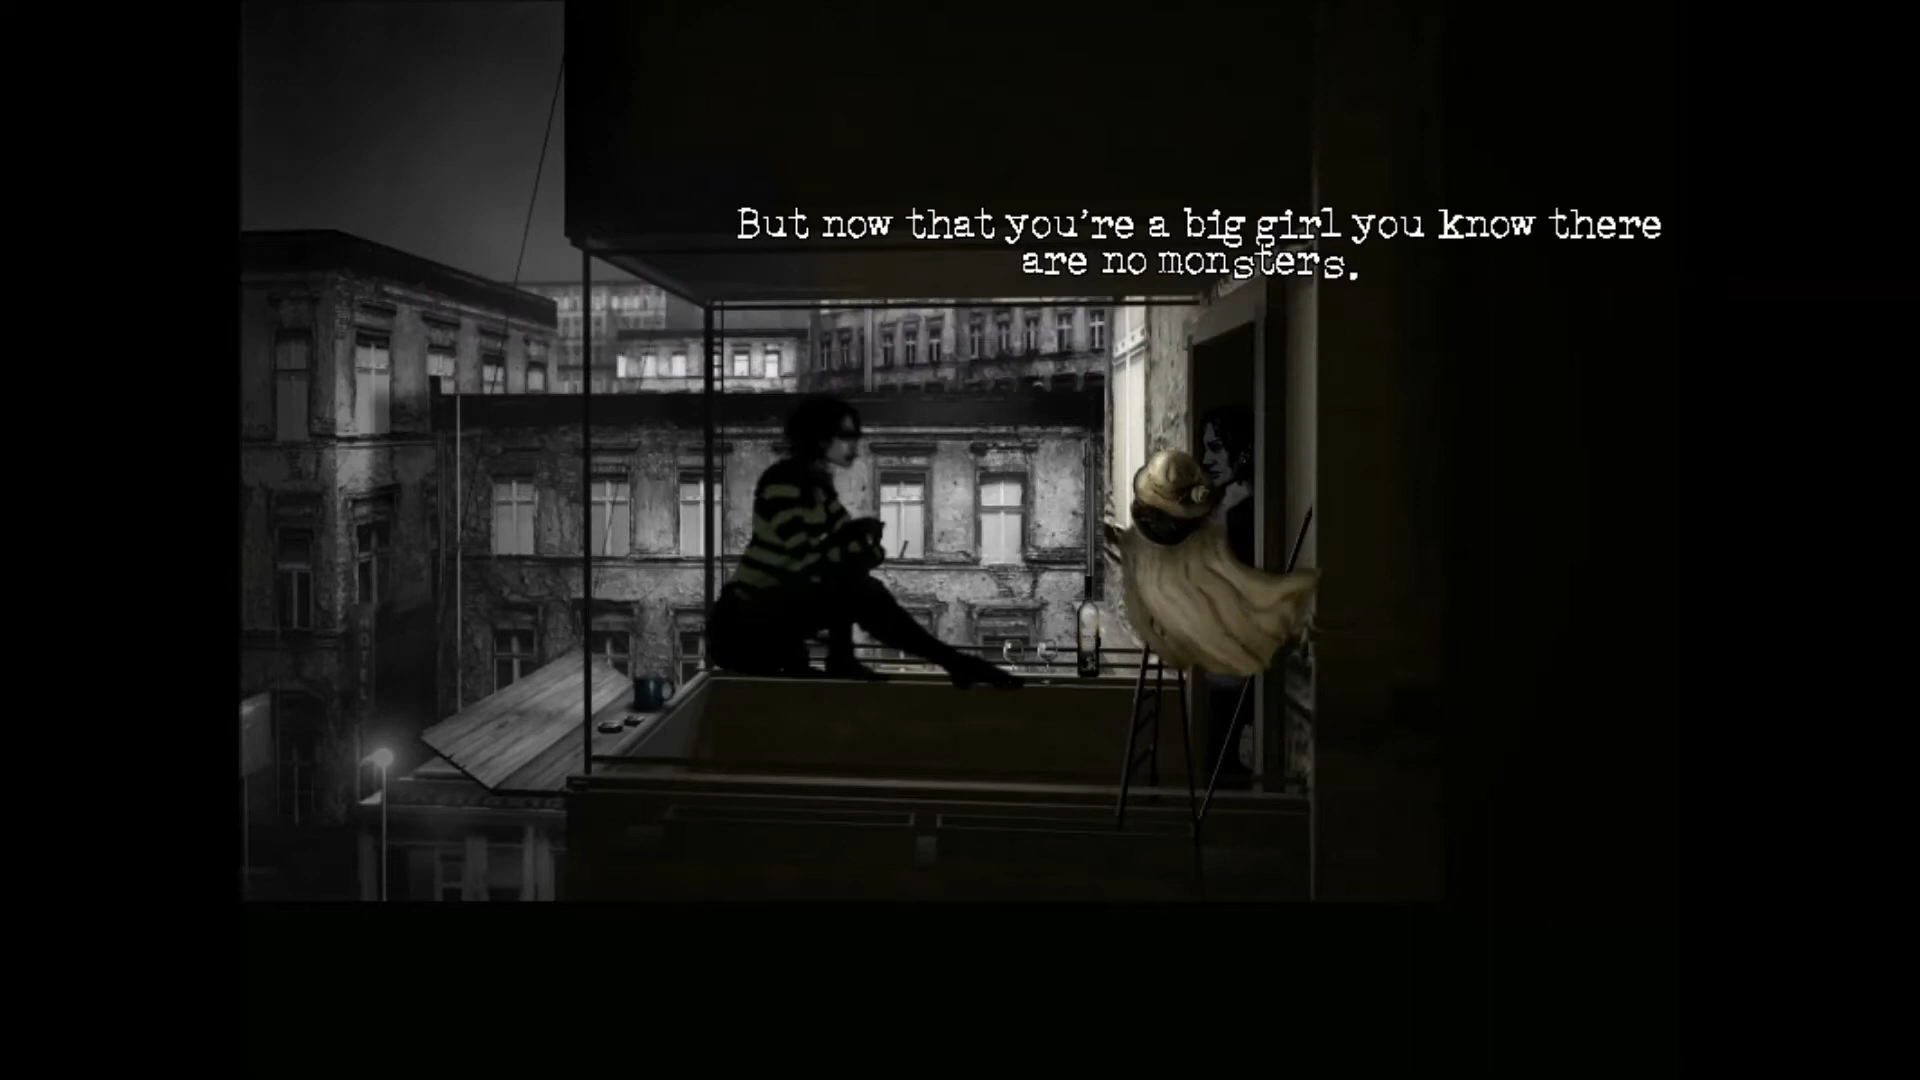 But now that you're a big girl you know there
are no monsters.